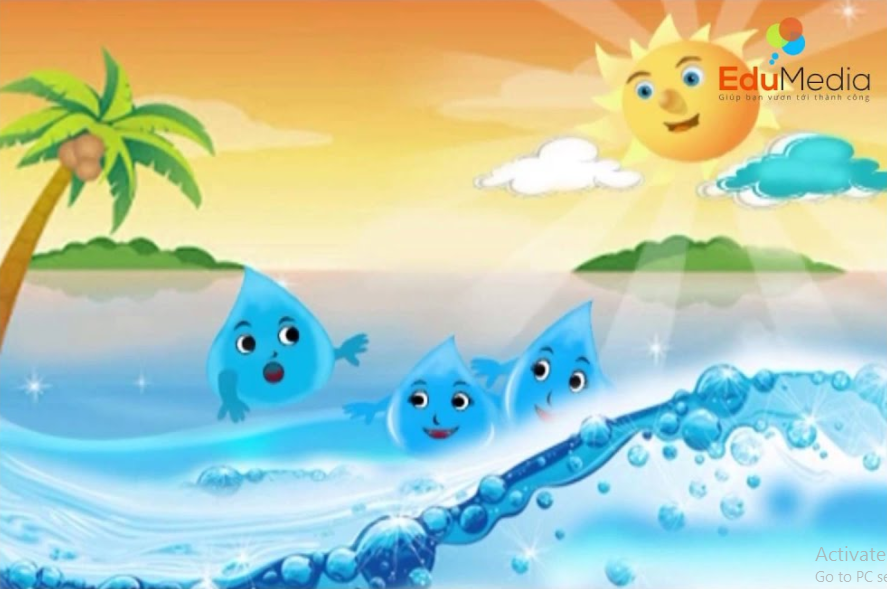 EduMedia
Giúp bạn vươn tới thành công
Activate
Go to PC se